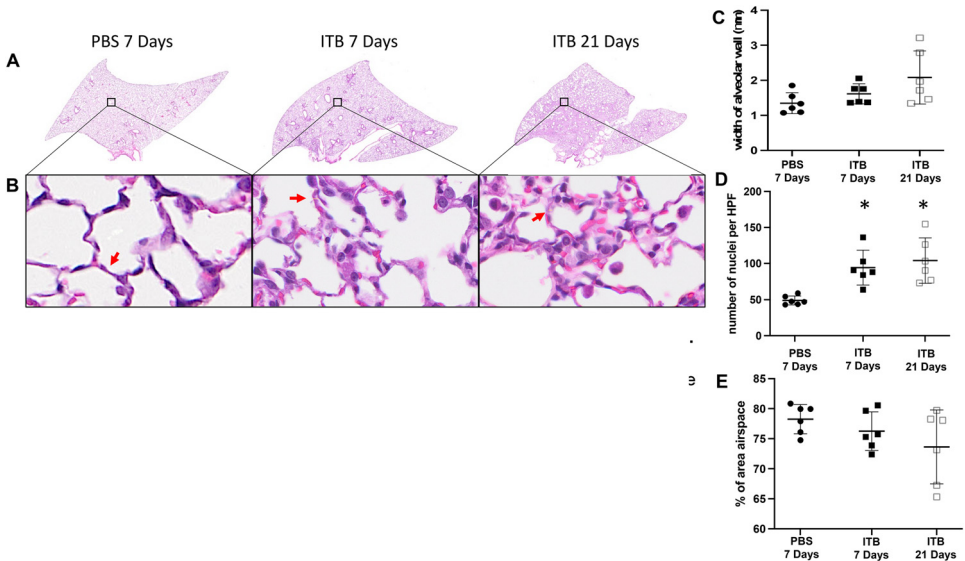 PBS 7 Days
ITB 7 Days
ITB 21 Days
A
B
C
width of alveolar wall (nm)
4
3
2
1
0
PBS
7 Days
ITB
7 Days
ITB
21 Days
D
number of nuclei per HPF
200
150
100
50
0
*
*
PBS
7 Days
ITB
7 Days
ITB
21 Days
.
e
E
% of area airspace
85
80
75
70
65
60
PBS
7 Days
ITB
7 Days
ITB
21 Days